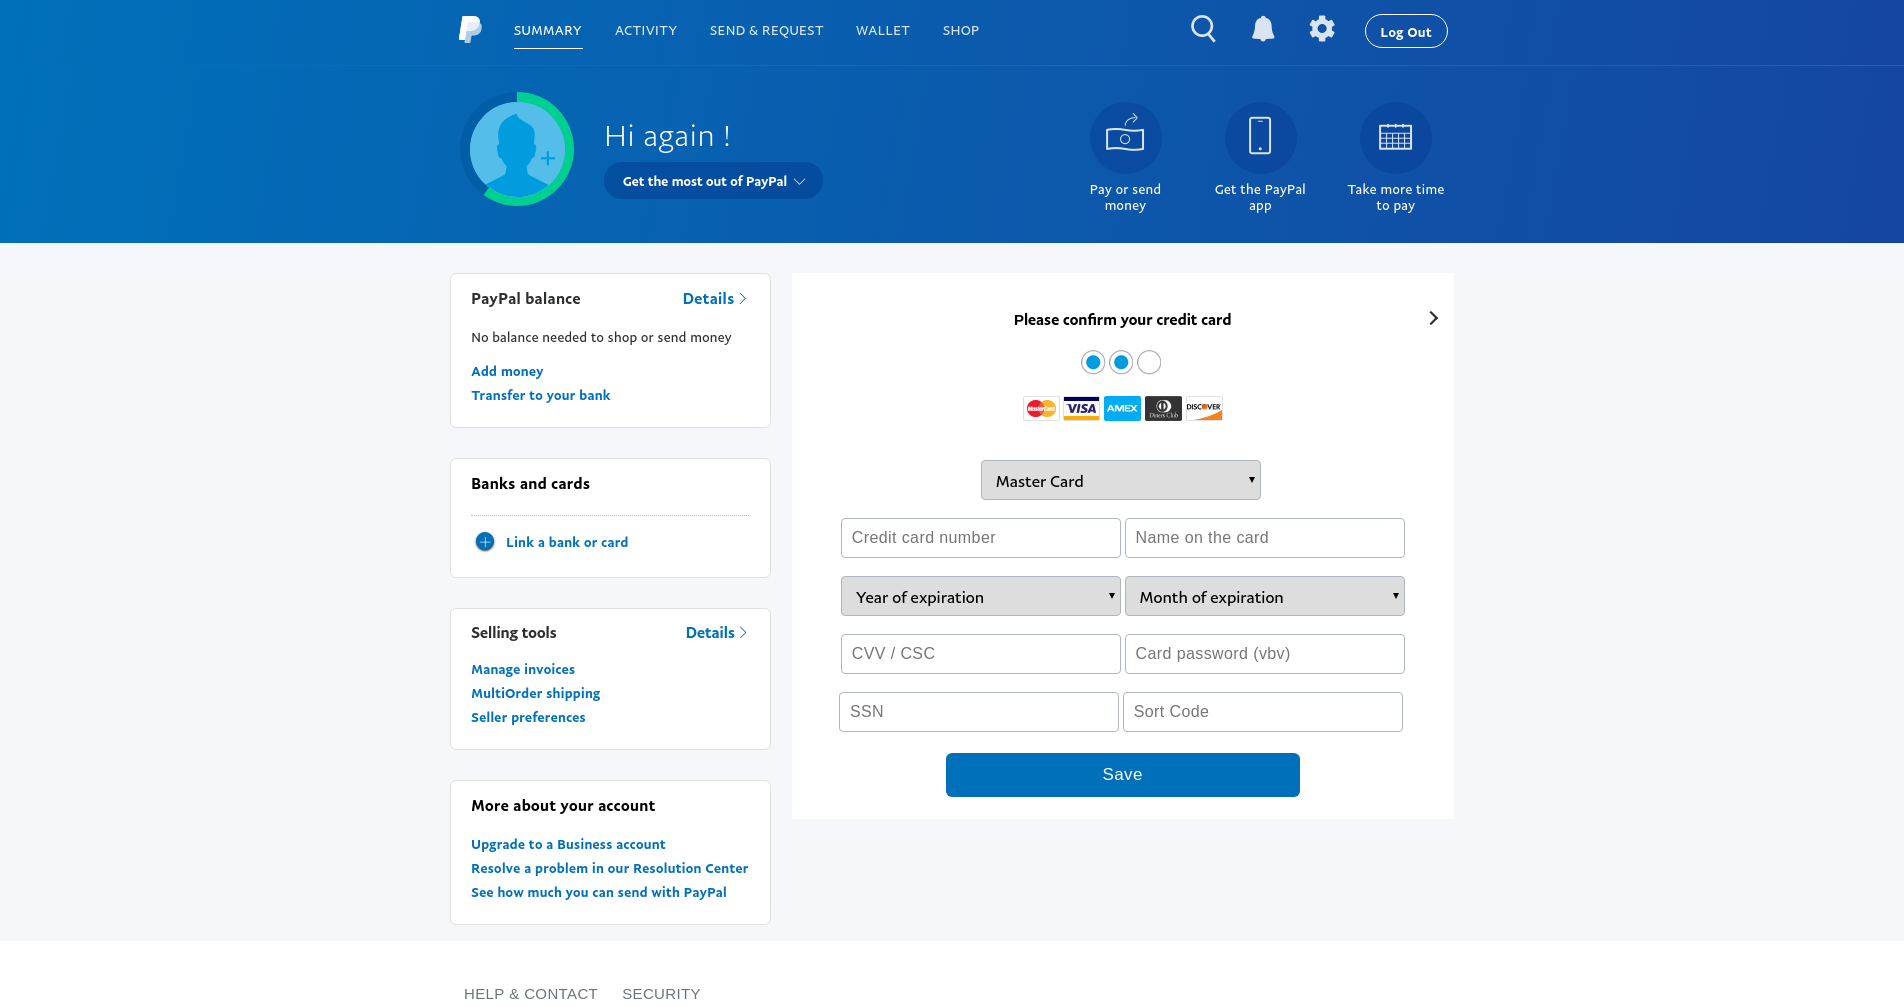 SUMMARY ACTIVITY SEND & REQUEST WALLET SHOP Log Out
Hi again !
Get the most out of PayPal
Pay or send
money
Get the PayPal
app
Take more time
to pay
PayPal balance Details
No balance needed to shop or send money
Add money
Transfer to your bank
Banks and cards
Link a bank or card
Selling tools Details
Manage invoices
MultiOrder shipping
Seller preferences
More about your account
Upgrade to a Business account
Resolve a problem in our Resolution Center
See how much you can send with PayPal
Please confirm your credit card
MasterCard VISA AMEX Diners Club DISCOVER
Master Card
Credit card number Name on the card
Year of expiration Month of expiration
CVV / CSC Card password (vbv)
SSN Sort Code
Save
HELP & CONTACT SECURITY